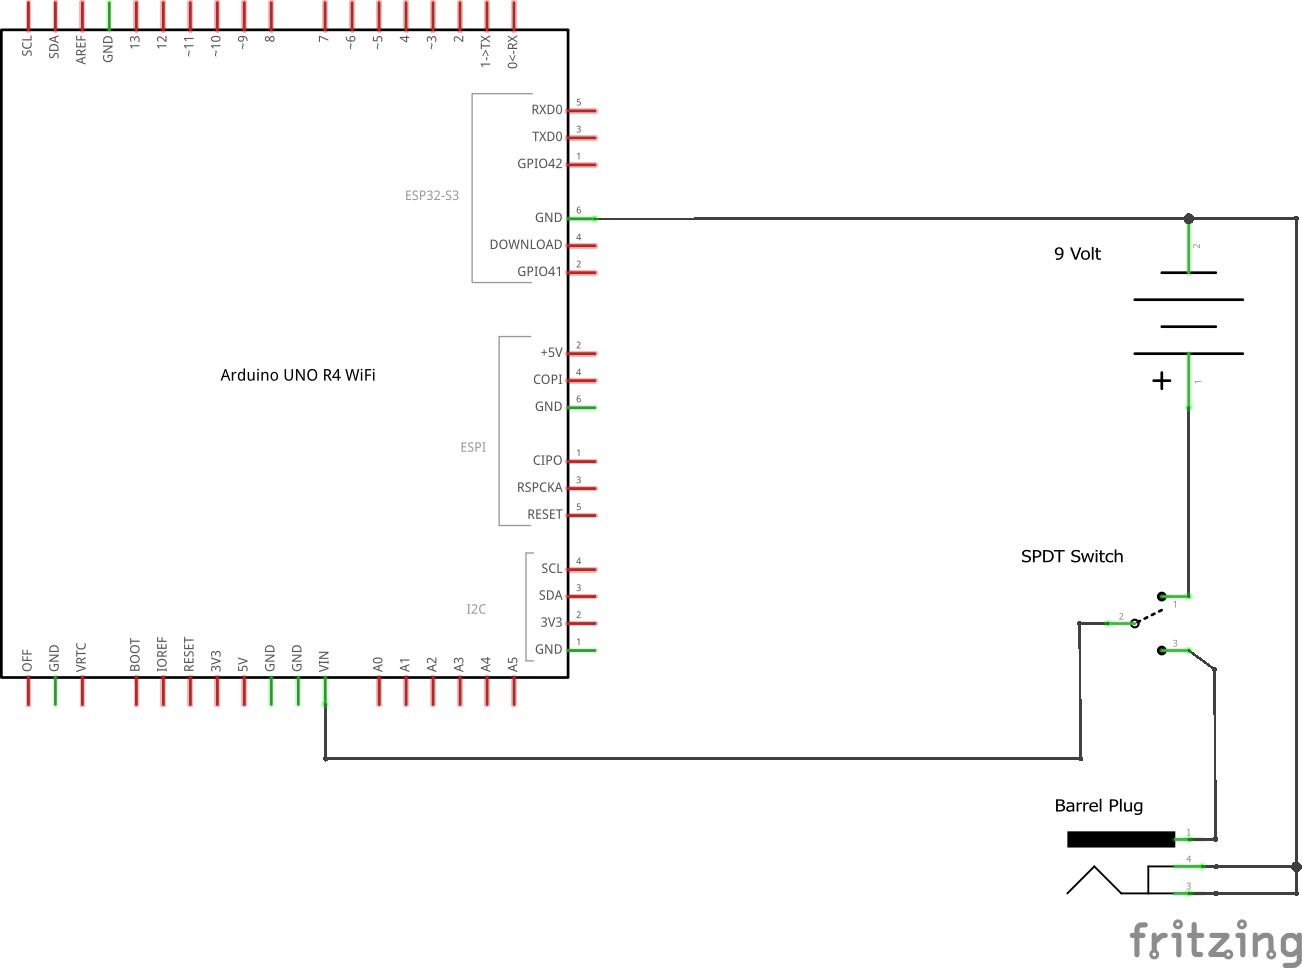 SCL SDA AREF GND 13 12 ~11 ~10 ~9 8 7 ~6 ~5 4 ~3 2 1->TX 0<-RX
RXD0 5
TXD0 3
GPIO42 1
ESP32-S3
GND 6
DOWNLOAD 4
GPIO41 2
9 Volt
2
+5V 2
Arduino UNO R4 WiFi
COPI 4
+ 1
GND 6
ESPI
CIPO 1
RSPCKA 3
RESET 5
SPDT Switch
SCL 4
SDA 3
I2C
3V3 2
GND 1
1
2
3
OFF GND VRTC BOOT IOREF RESET 3V3 5V GND GND VIN A0 A1 A2 A3 A4 A5
Barrel Plug
1
4
3
fritzing